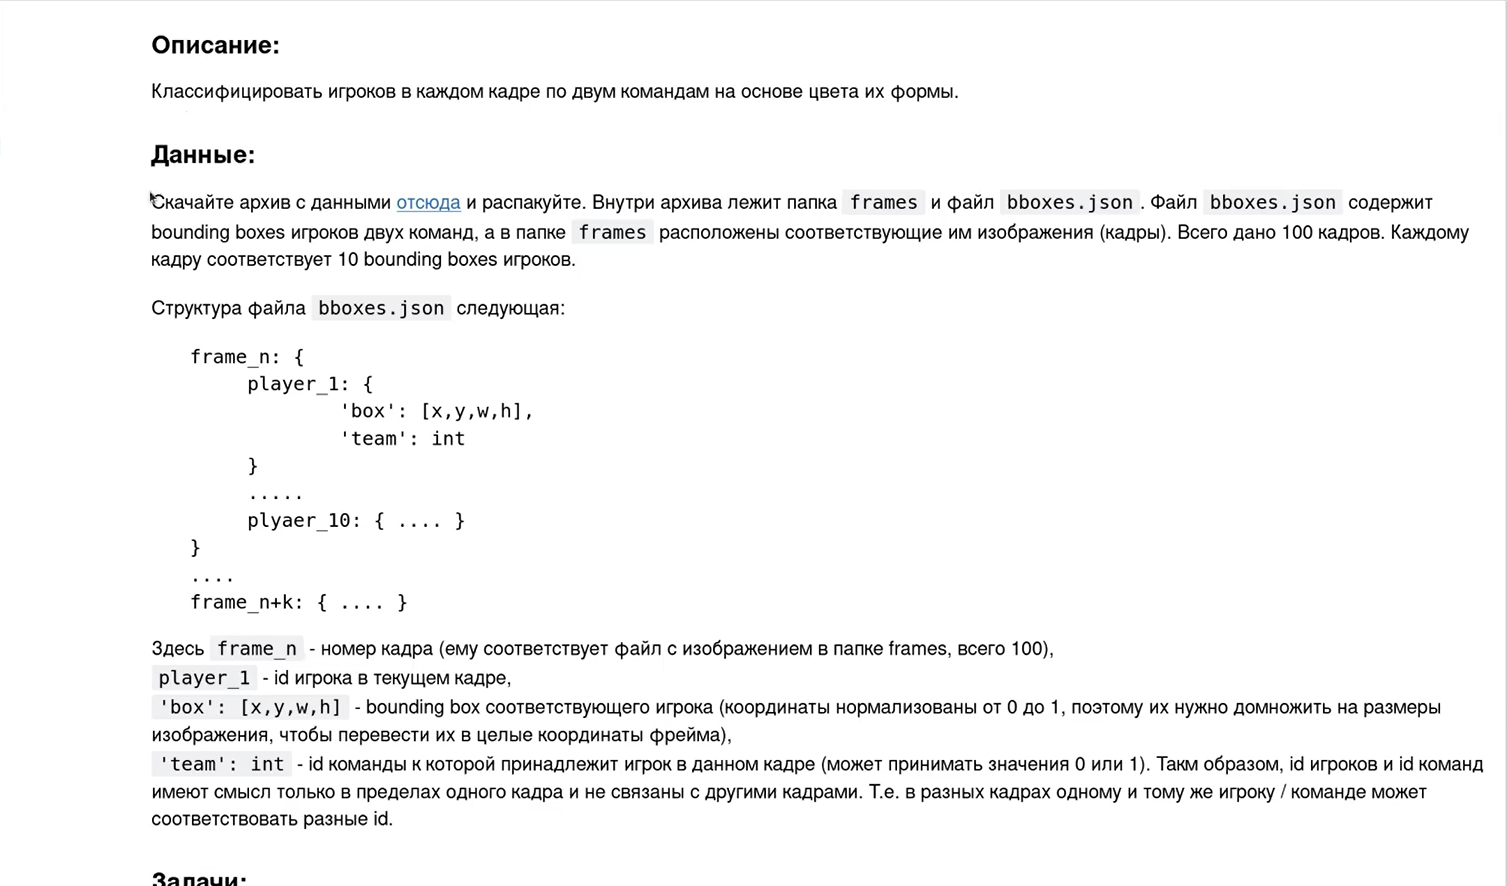 Описание:
Классифицировать игроков в каждом кадре по двум командам на основе цвета их формы.
Данные:
Скачайте архив с данными отсюда и распакуйте. Внутри архива лежит папка frames и файл bboxes.json. Файл bboxes.json содержит
bounding boxes игроков двух команд, а в папке frames расположены соответствующие им изображения (кадры). Всего дано 100 кадров. Каждому
кадру соответствует 10 bounding boxes игроков.
Структура файла bboxes.json следующая:
frame_n: {
player_1: {
'box': [x,y,w,h],
'team': int
}
.....
plyaer_10: { .... }
}
....
frame_n+k: { .... }
Здесь frame_n - номер кадра (ему соответствует файл с изображением в папке frames, всего 100),
player_1 - id игрока в текущем кадре,
'box': [x,y,w,h] - bounding box соответствующего игрока (координаты нормализованы от 0 до 1, поэтому их нужно домножить на размеры
изображения, чтобы перевести их в целые координаты фрейма),
'team': int - id команды к которой принадлежит игрок в данном кадре (может принимать значения 0 или 1). Такм образом, id игроков и id команд
имеют смысл только в пределах одного кадра и не связаны с другими кадрами. Т.е. в разных кадрах одному и тому же игроку / команде может
соответствовать разные id.
Задачи: